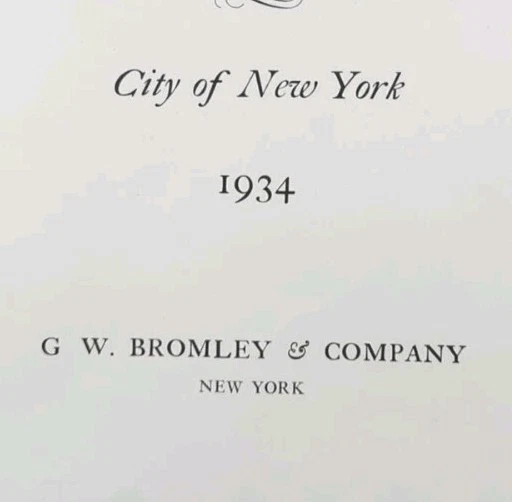 City of New York
1934
G W. BROMLEY & COMPANY
NEW YORK